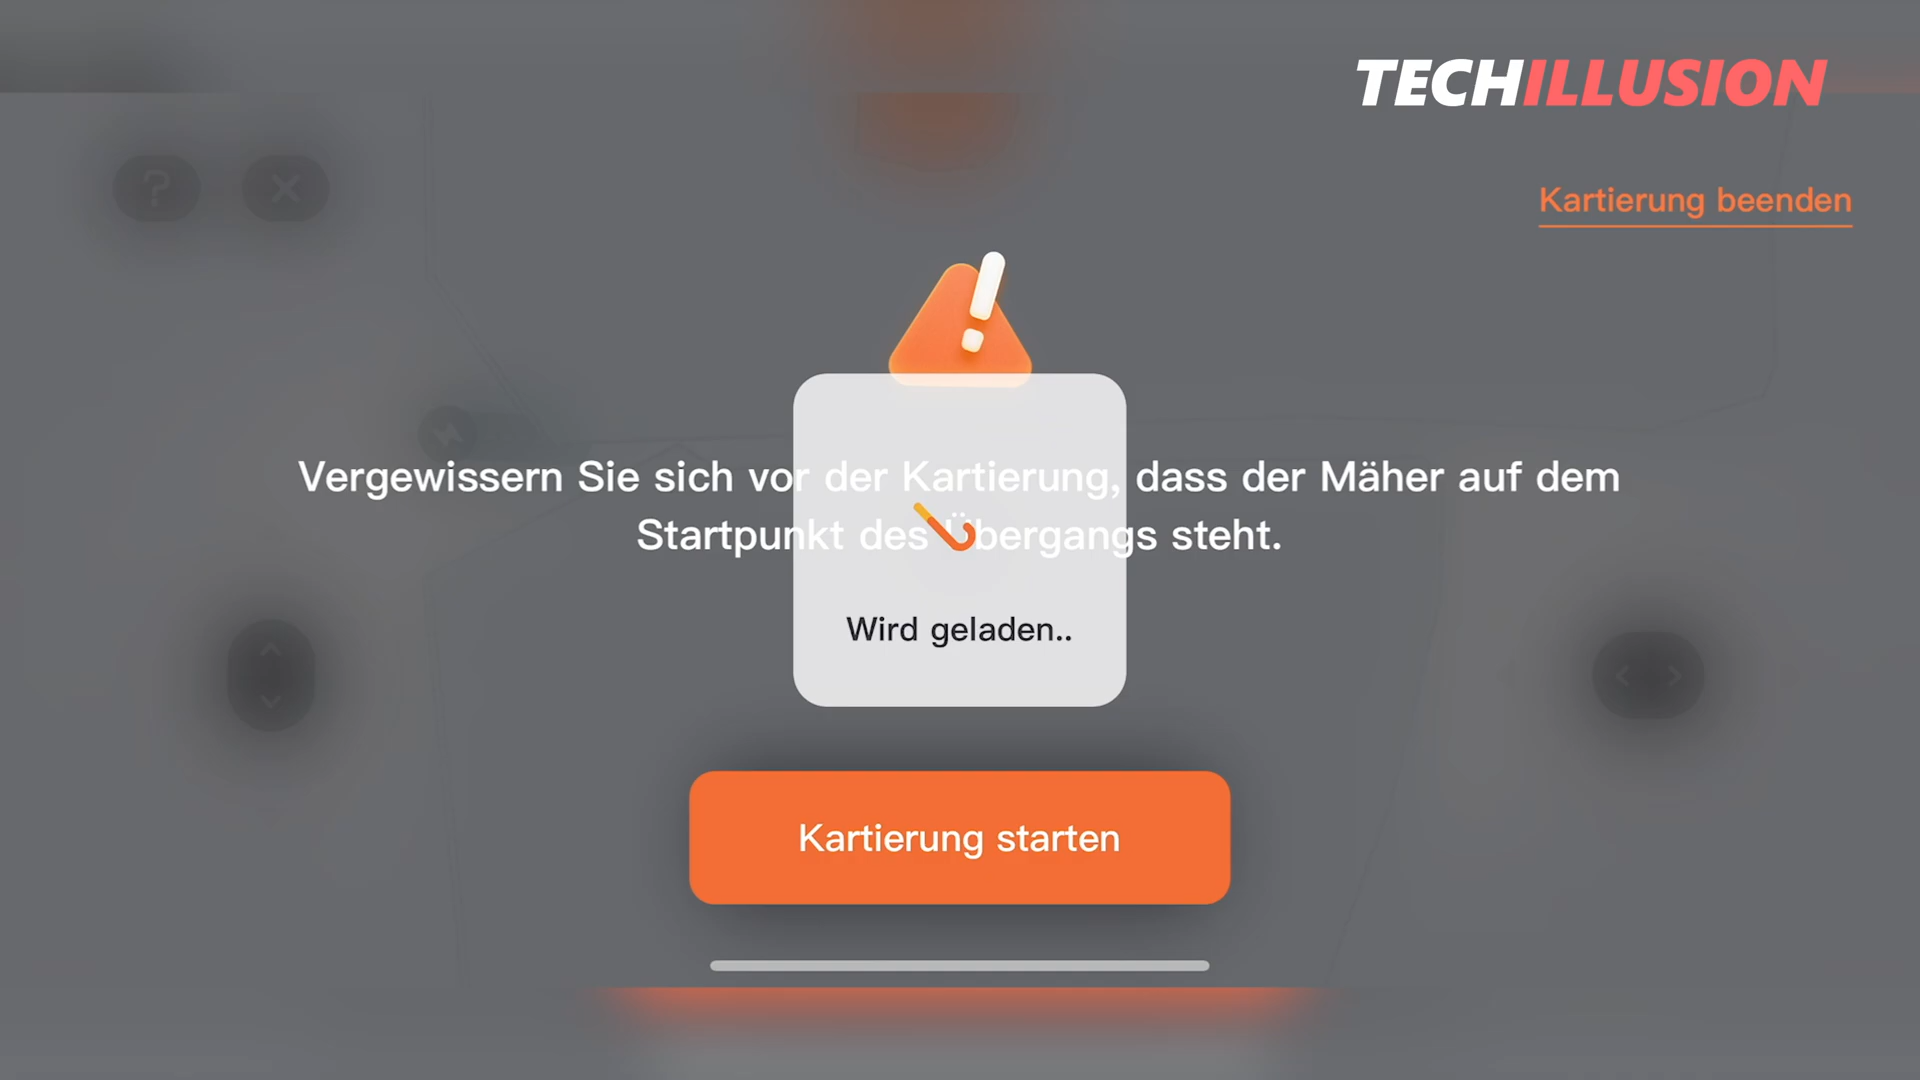 TECHILLUSION
Kartierung beenden
Vergewissern Sie sich vor der Kartierung, dass der Mäher auf dem
Startpunkt des Übergangs steht.
Wird geladen..
Kartierung starten